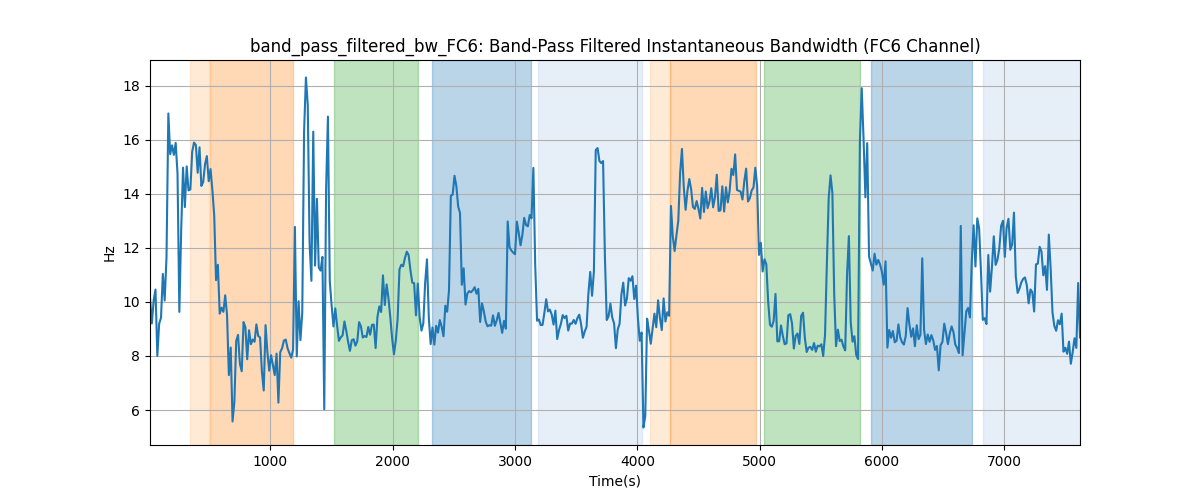 band_pass_filtered_bw_FC6: Band-Pass Filtered Instantaneous Bandwidth (FC6 Channel)
18
16
14
12
10
8
6
Hz
1000 2000 3000 4000 5000 6000 7000
Time(s)